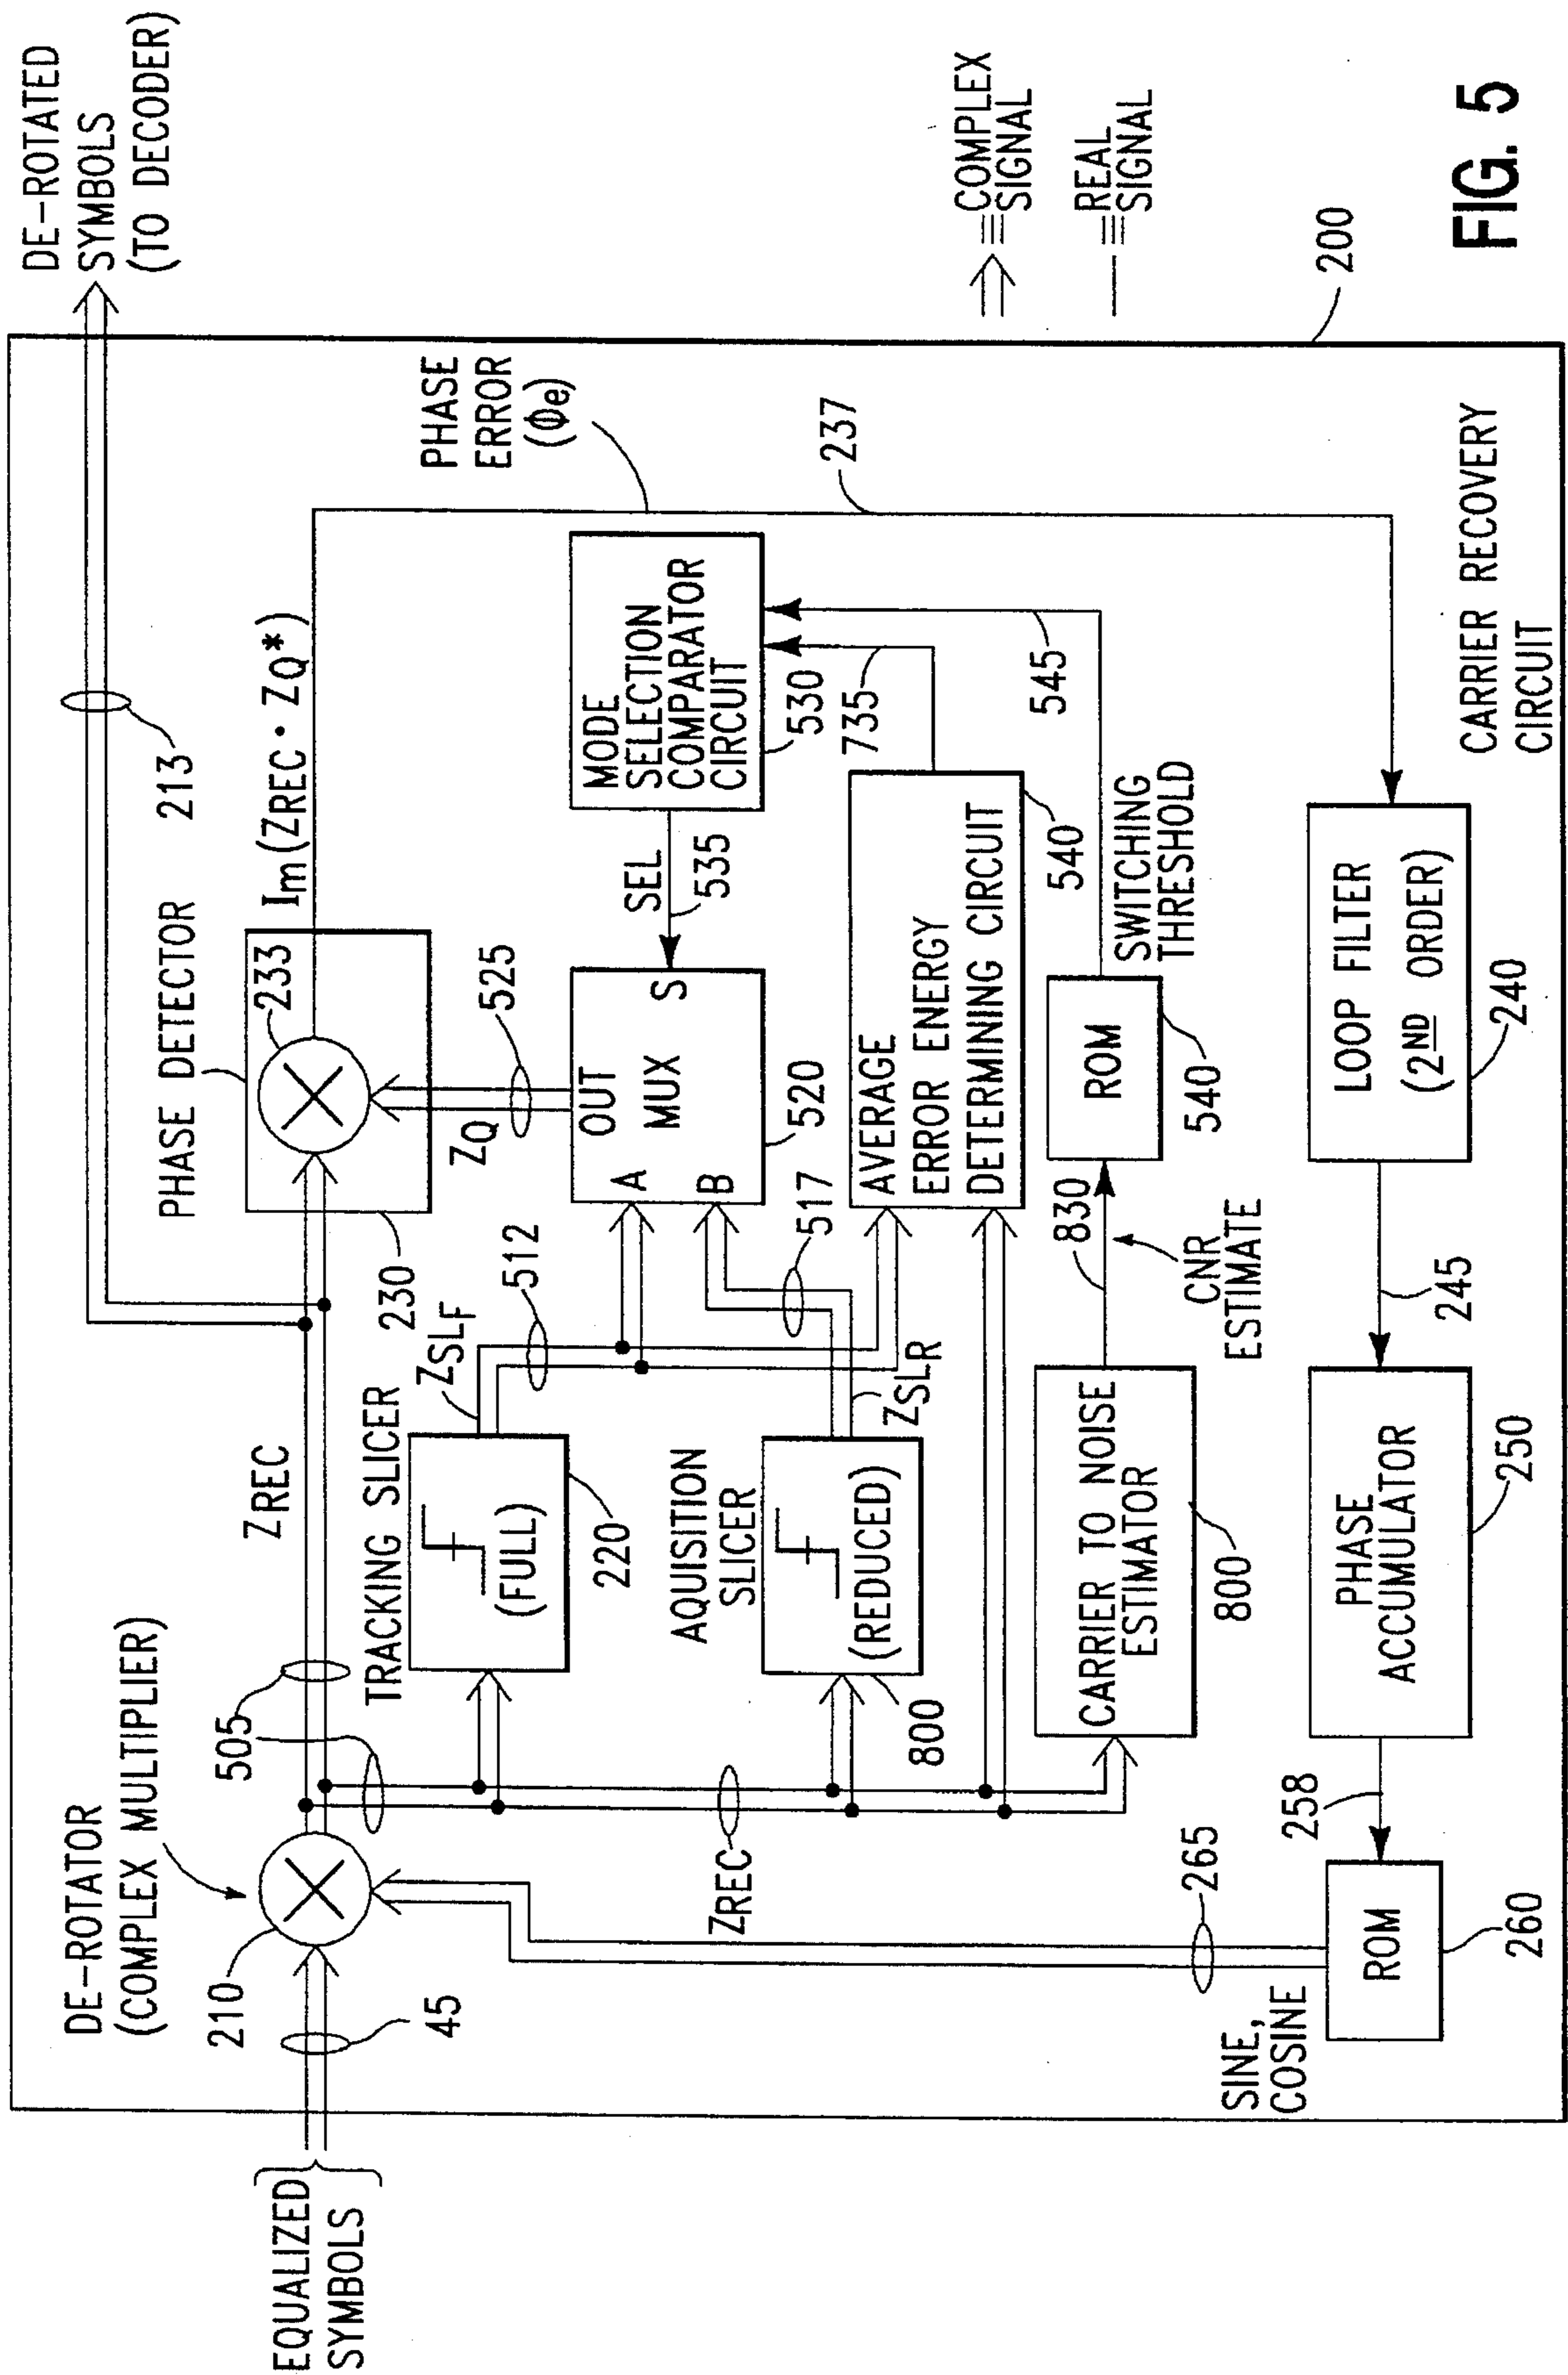 DE-ROTATED
SYMBOLS
(TO DECODER)
213
DE-ROTATOR
(COMPLEX MULTIPLIER)
210
EQUALIZED
SYMBOLS
45
505
ZREC
PHASE DETECTOR
233
230
Im(ZREC·ZQ*)
PHASE
ERROR
(Φe)
237
TRACKING SLICER
(FULL)
220
ZSLF
512
ZQ
525
OUT
A
B
MUX
S
520
SEL
535
MODE
SELECTION
COMPARATOR
CIRCUIT
530
AQUISITION
SLICER
(REDUCED)
800
ZSLR
517
ZREC
AVERAGE
ERROR ENERGY
DETERMINING CIRCUIT
540
735
545
CARRIER TO NOISE
ESTIMATOR
800
830
CNR
ESTIMATE
ROM
540
SWITCHING
THRESHOLD
SINE,
COSINE
265
ROM
260
258
PHASE
ACCUMULATOR
250
245
LOOP FILTER
(2ND ORDER)
240
CARRIER RECOVERY
CIRCUIT
200
COMPLEX
SIGNAL
REAL
SIGNAL
FIG. 5